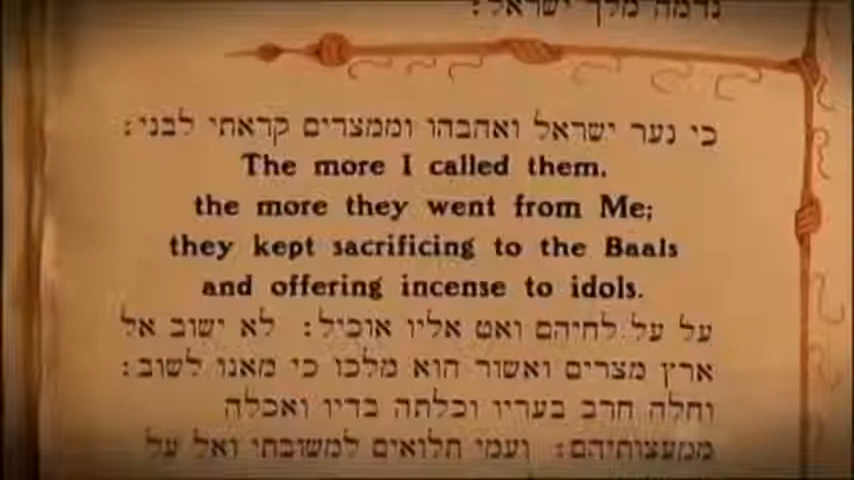 נדמה מלך ישראל:
כי נער ישראל ואהבהו וממצרים קראתי לבני:
The more I called them,
the more they went from Me;
they kept sacrificing to the Baals
and offering incense to idols.
על על לחיהם ואט אליו אוכיל: לא ישוב אל
ארץ מצרים ואשור הוא מלכו כי מאנו לשוב:
וחלה חרב בעריו וכלתה בדיו ואכלה
ממעצותיהם: ועמי תלואים למשובתי ואל על